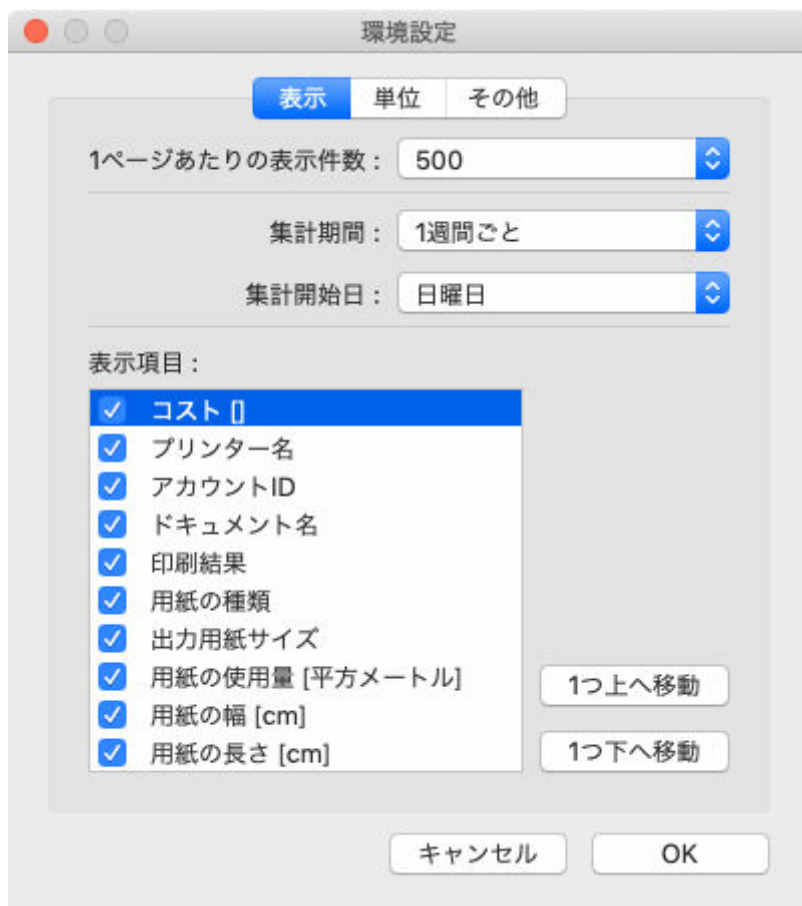 環境設定
表示 単位 その他
1ページあたりの表示件数： 500
集計期間： 1週間ごと
集計開始日： 日曜日
表示項目：
コスト []
プリンター名
アカウントID
ドキュメント名
印刷結果
用紙の種類
出力用紙サイズ
用紙の使用量 [平方メートル]
用紙の幅 [cm]
用紙の長さ [cm]
1つ上へ移動
1つ下へ移動
キャンセル OK